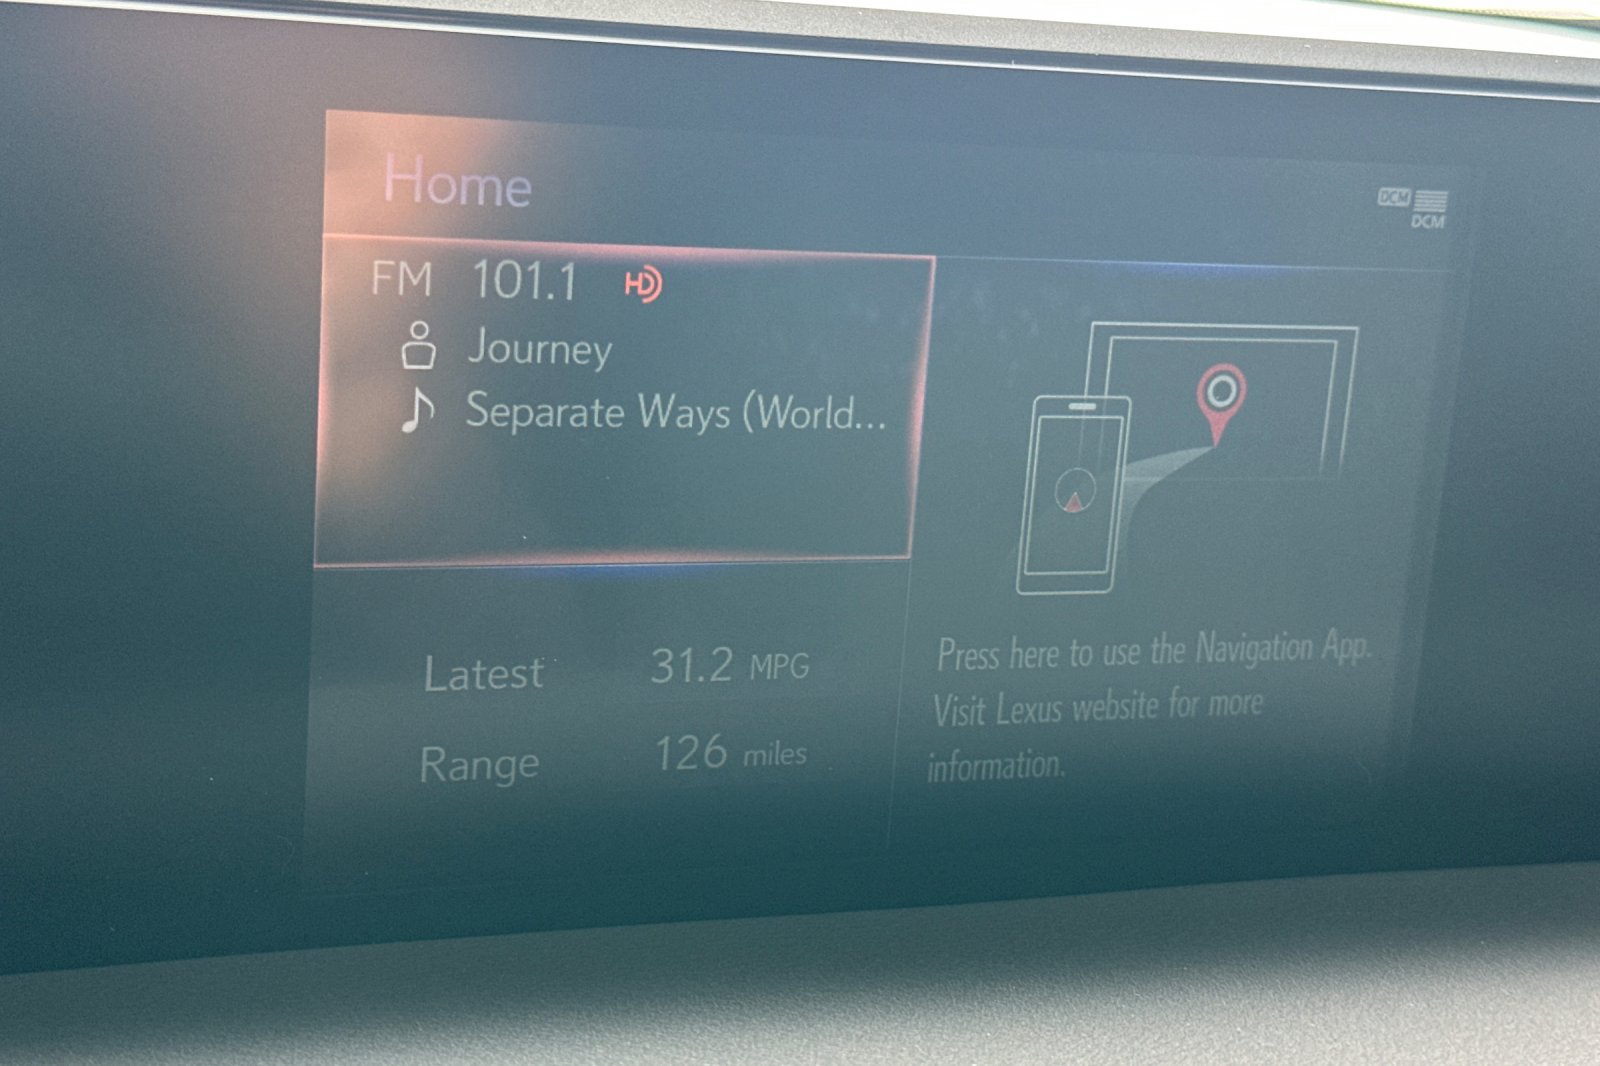 Home
DCM
DCM
FM 101.1 HD
Journey
Separate Ways (World...
Latest 31.2 MPG
Range 126 miles
Press here to use the Navigation App.
Visit Lexus website for more
information.